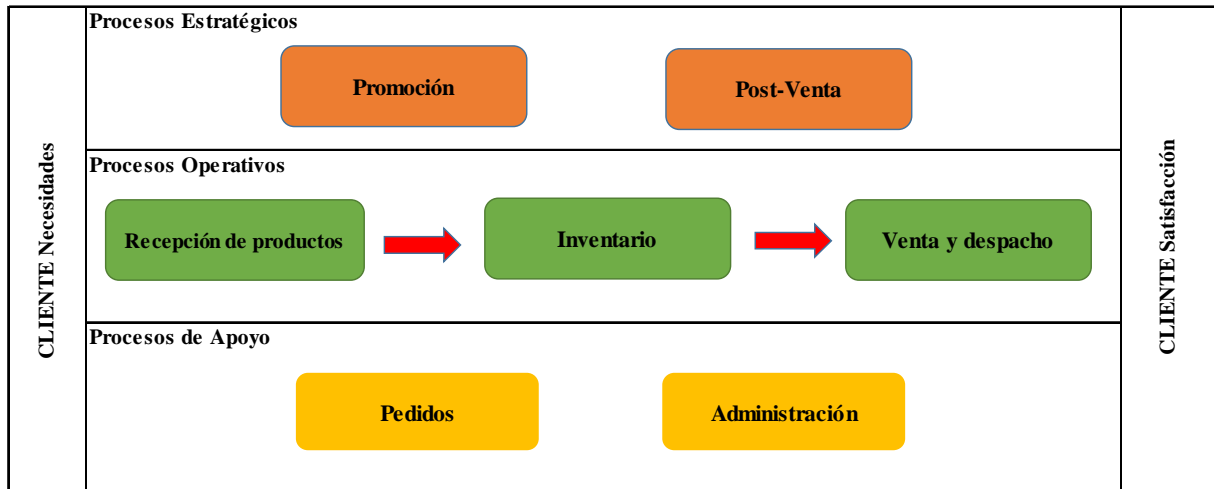 CLIENTE Necesidades
Procesos Estratégicos
Promoción
Post-Venta
Procesos Operativos
Recepción de productos
Inventario
Venta y despacho
Procesos de Apoyo
Pedidos
Administración
CLIENTE Satisfacción